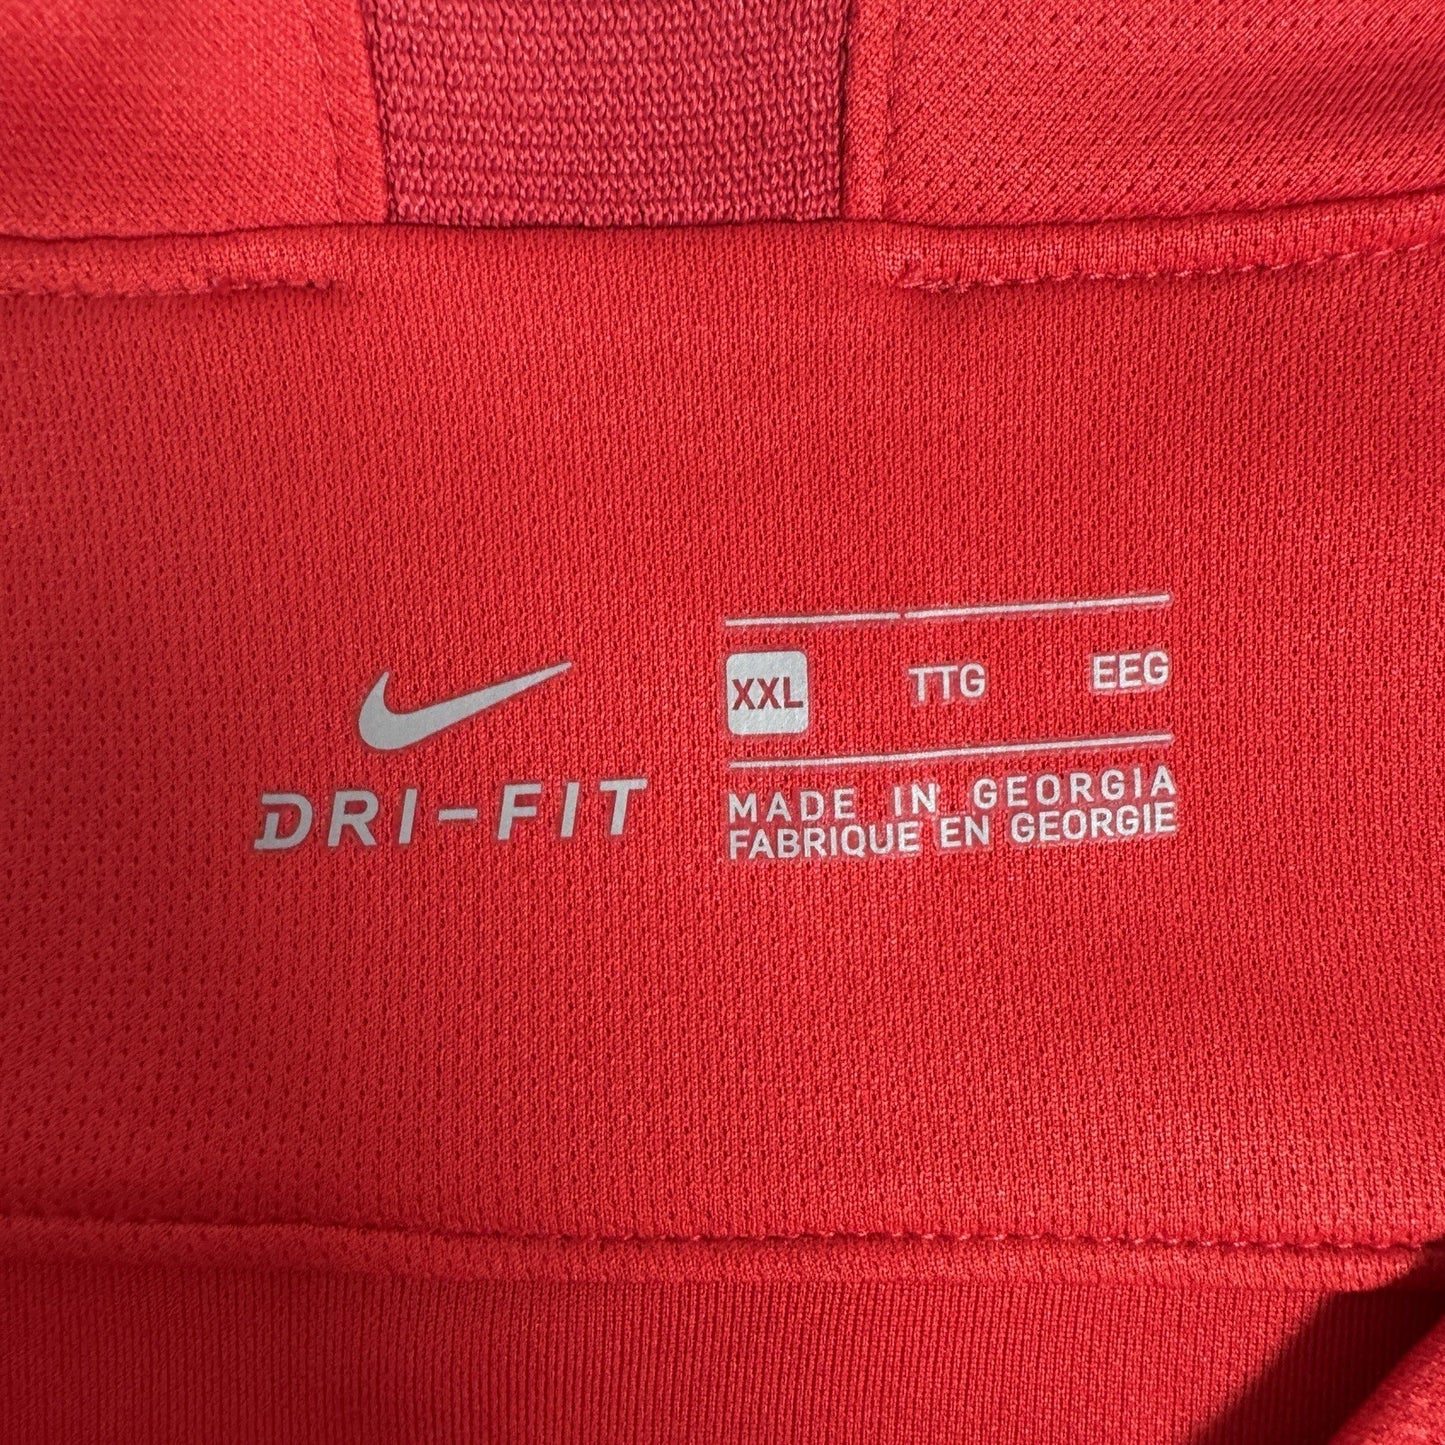 DRI-FIT
XXL TTG EEG
MADE IN GEORGIA
FABRIQUE EN GEORGIE